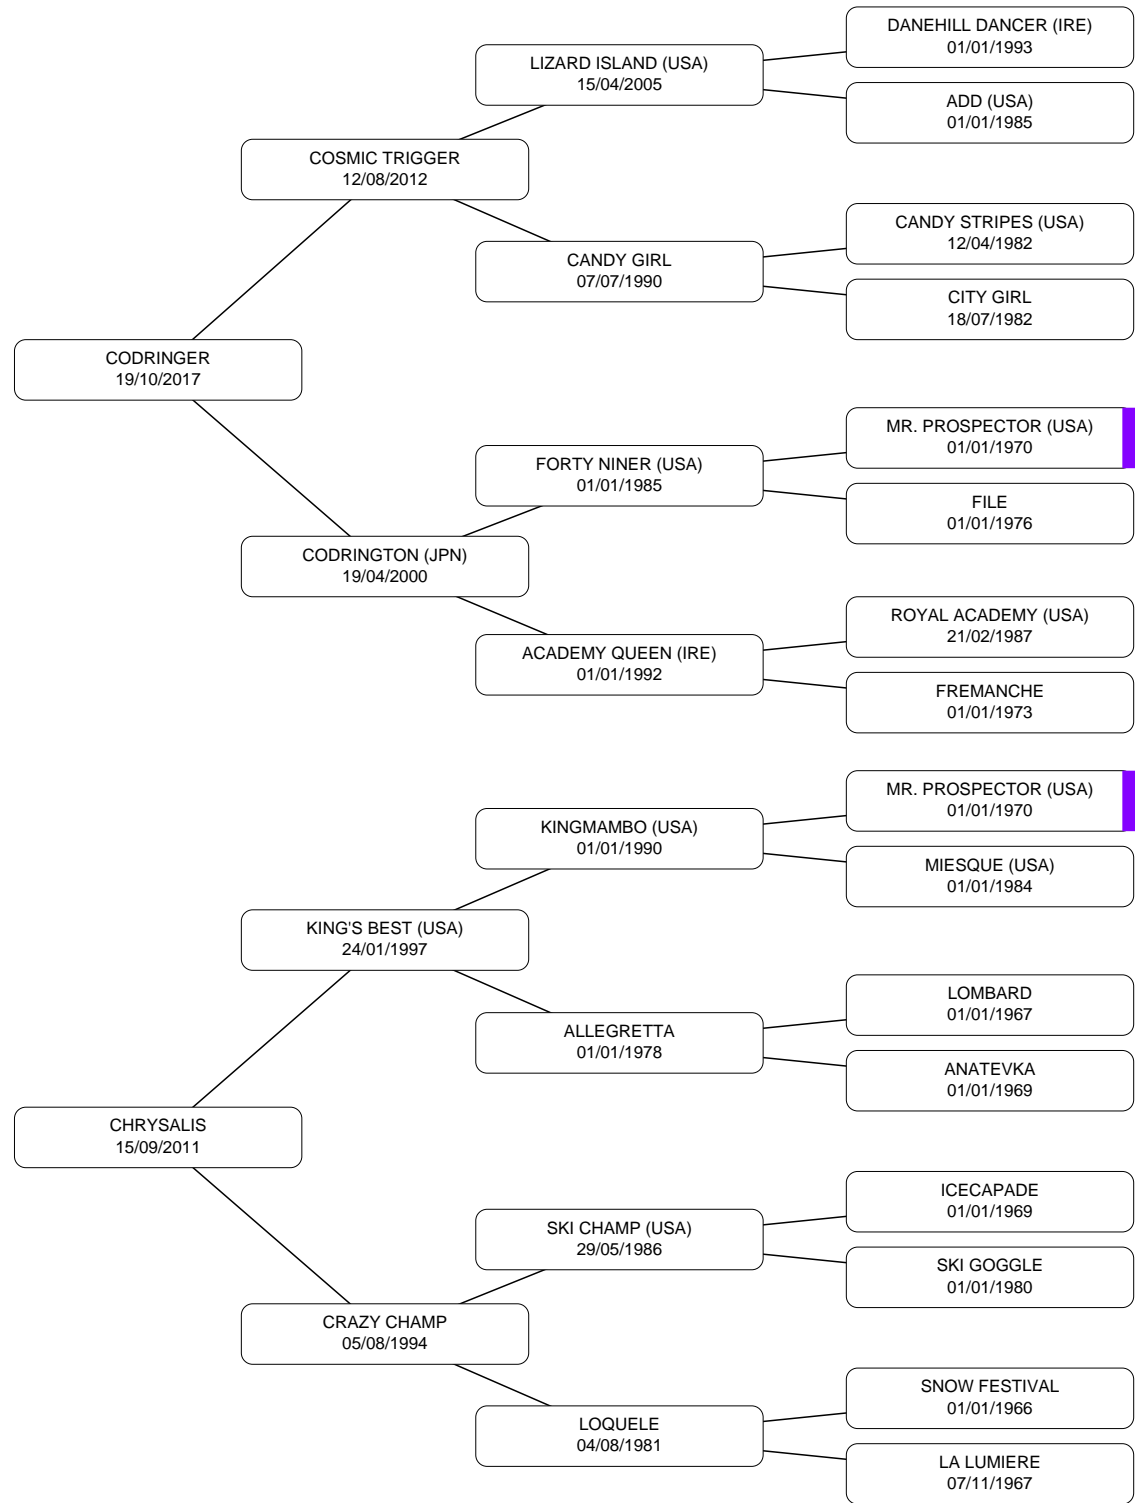 DANEHILL DANCER (IRE)
01/01/1993
LIZARD ISLAND (USA)
15/04/2005
ADD (USA)
01/01/1985
COSMIC TRIGGER
12/08/2012
CANDY STRIPES (USA)
12/04/1982
CANDY GIRL
07/07/1990
CITY GIRL
18/07/1982
CODRINGER
19/10/2017
MR. PROSPECTOR (USA)
01/01/1970
FORTY NINER (USA)
01/01/1985
FILE
01/01/1976
CODRINGTON (JPN)
19/04/2000
ROYAL ACADEMY (USA)
21/02/1987
ACADEMY QUEEN (IRE)
01/01/1992
FREMANCHE
01/01/1973
MR. PROSPECTOR (USA)
01/01/1970
KINGMAMBO (USA)
01/01/1990
MIESQUE (USA)
01/01/1984
KING'S BEST (USA)
24/01/1997
LOMBARD
01/01/1967
ALLEGRETTA
01/01/1978
ANATEVKA
01/01/1969
CHRYSALIS
15/09/2011
ICECAPADE
01/01/1969
SKI CHAMP (USA)
29/05/1986
SKI GOGGLE
01/01/1980
CRAZY CHAMP
05/08/1994
SNOW FESTIVAL
01/01/1966
LOQUELE
04/08/1981
LA LUMIERE
07/11/1967